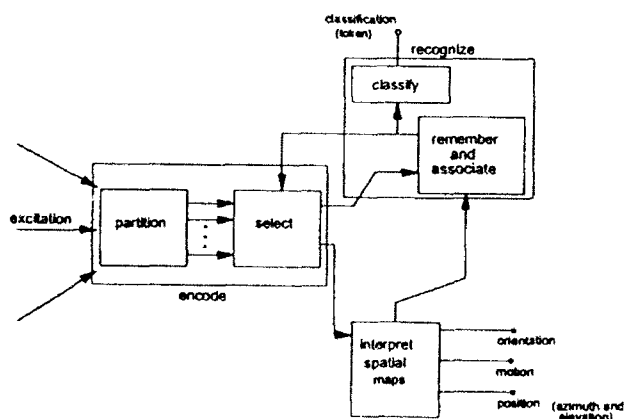 classification
(token)
recognize
classify
remember
and
associate
excitation
partition
select
encode
interpret
spatial
maps
orientation
motion
position
(azimuth and
elevation)